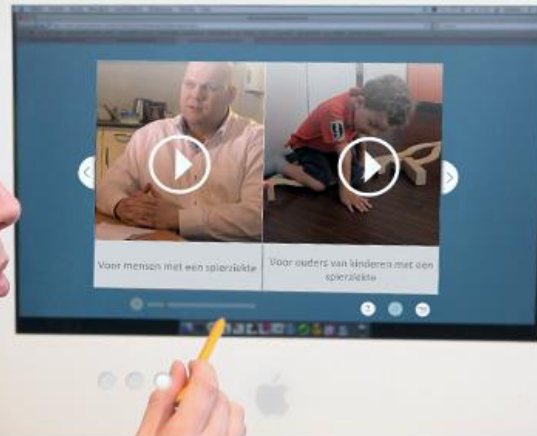 Voor mensen met een spierziekte
Voor ouders van kinderen met een
spierziekte